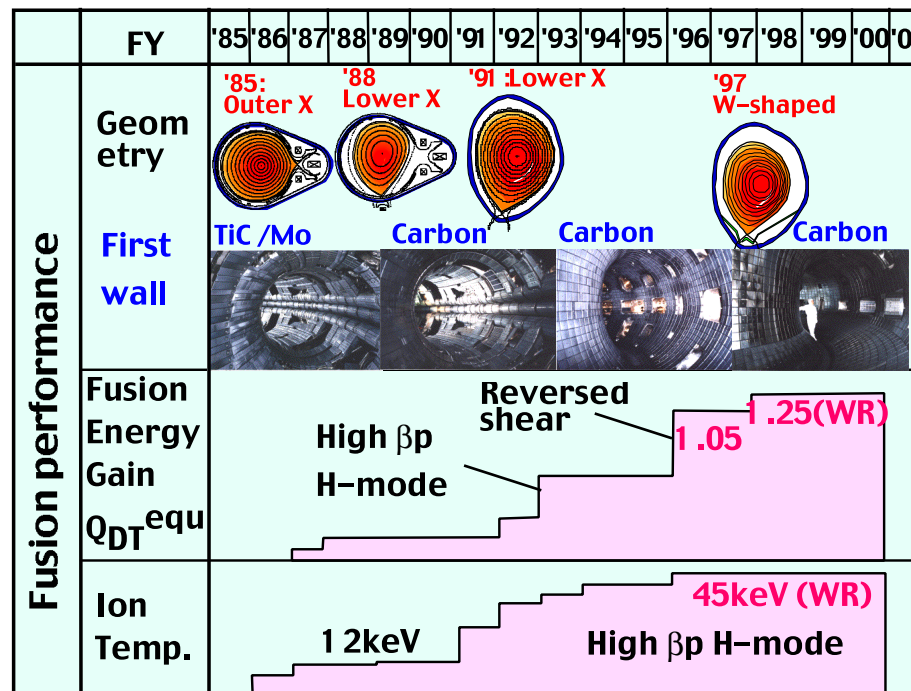 FY '85 '86 '87 '88 '89 '90 '91 '92 '93 '94 '95 '96 '97 '98 '99 '00 '0
Fusion performance
Geom
etry
'85:
Outer X
'88
Lower X
'91 :Lower X
'97
W-shaped
First
wall
TiC /Mo
Carbon
Carbon
Carbon
Fusion
Energy
Gain
QDTequ
High βp
H-mode
Reversed
shear
1.05
1.25(WR)
Ion
Temp.
12keV
45keV (WR)
High βp H-mode